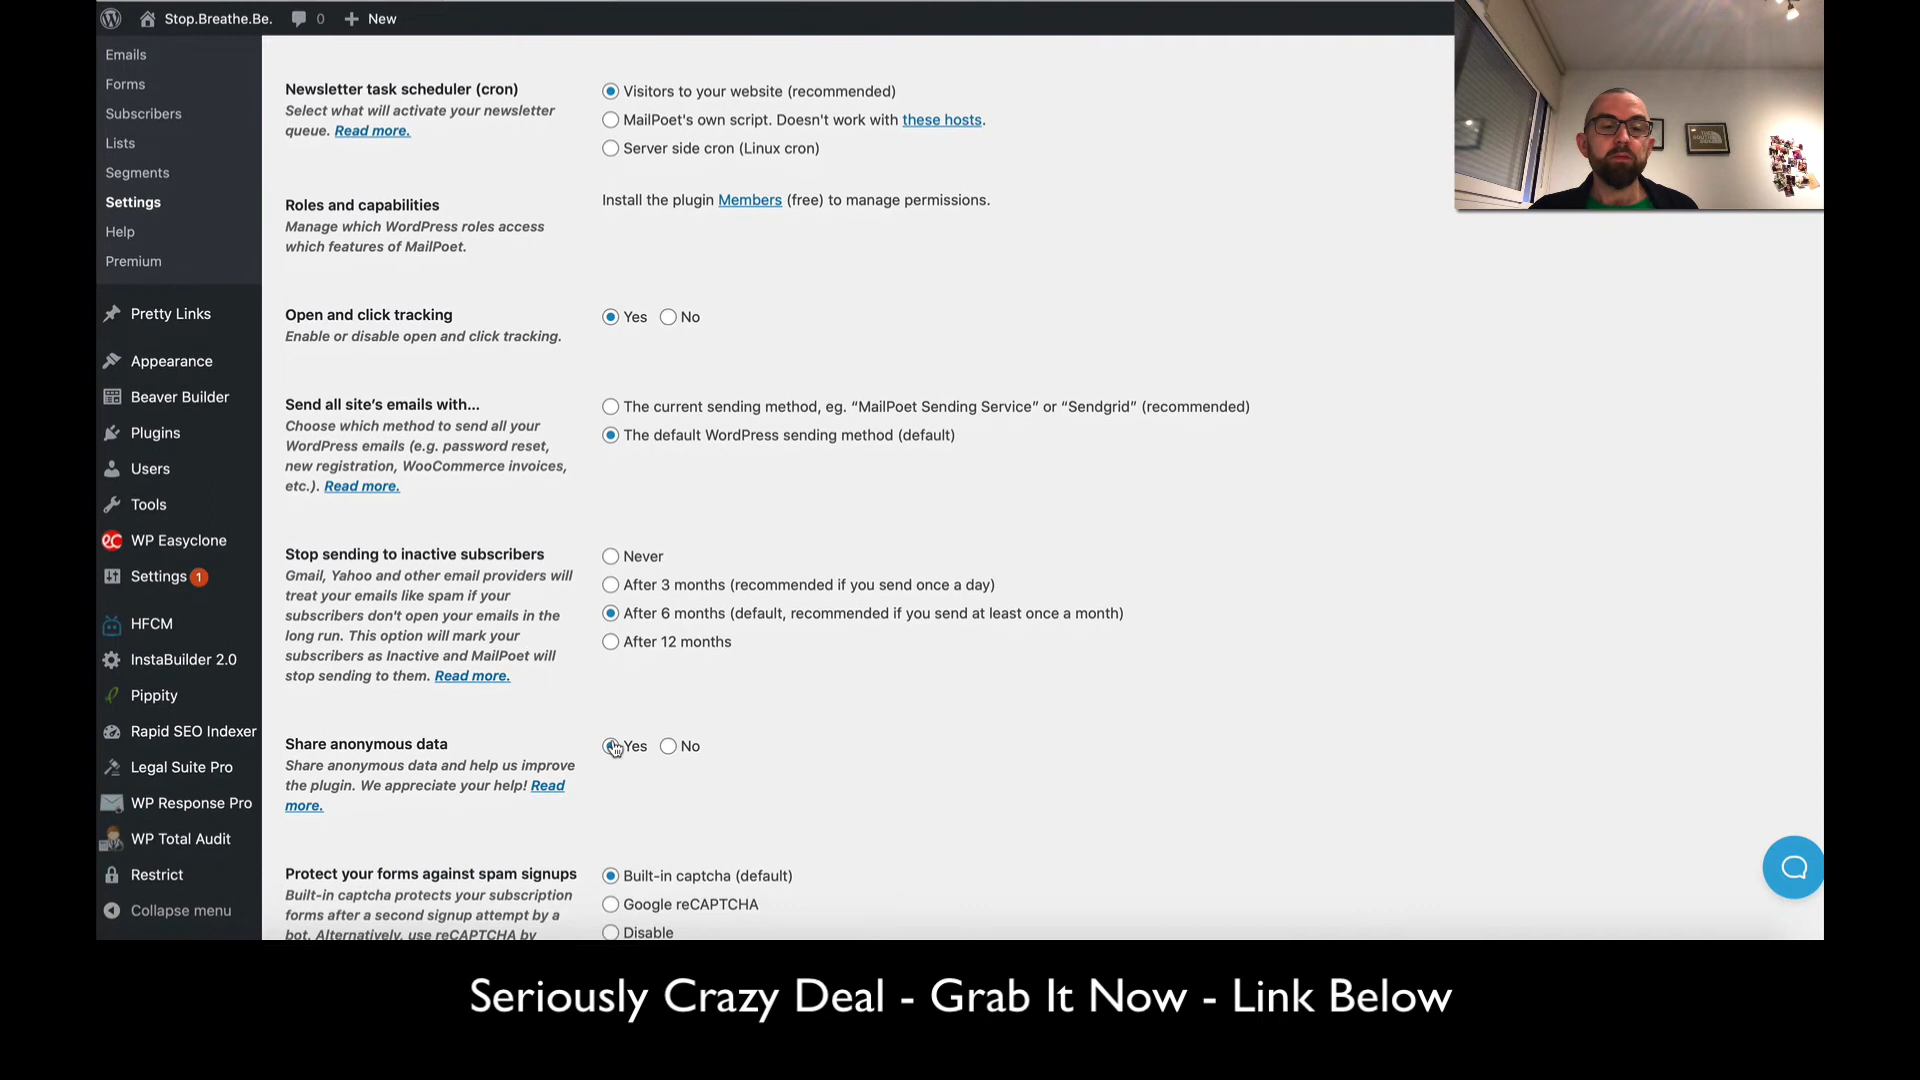 Stop.Breathe.Be.
0
New
Emails
Forms
Subscribers
Lists
Segments
Settings
Help
Premium
Pretty Links
Appearance
Beaver Builder
Plugins
Users
Tools
WP Easyclone
Settings 1
HFCM
InstaBuilder 2.0
Pippity
Rapid SEO Indexer
Legal Suite Pro
WP Response Pro
WP Total Audit
Restrict
Collapse menu
Newsletter task scheduler (cron)
Select what will activate your newsletter
queue. Read more.
Visitors to your website (recommended)
MailPoet's own script. Doesn't work with these hosts.
Server side cron (Linux cron)
Roles and capabilities
Manage which WordPress roles access
which features of MailPoet.
Install the plugin Members (free) to manage permissions.
Open and click tracking
Enable or disable open and click tracking.
Yes No
Send all site's emails with...
Choose which method to send all your
WordPress emails (e.g. password reset,
new registration, WooCommerce invoices,
etc.). Read more.
The current sending method, eg. “MailPoet Sending Service” or “Sendgrid” (recommended)
The default WordPress sending method (default)
Stop sending to inactive subscribers
Gmail, Yahoo and other email providers will
treat your emails like spam if your
subscribers don't open your emails in the
long run. This option will mark your
subscribers as Inactive and MailPoet will
stop sending to them. Read more.
Never
After 3 months (recommended if you send once a day)
After 6 months (default, recommended if you send at least once a month)
After 12 months
Share anonymous data
Share anonymous data and help us improve
the plugin. We appreciate your help! Read
more.
Yes No
Protect your forms against spam signups
Built-in captcha protects your subscription
forms after a second signup attempt by a
bot. Alternatively, use reCAPTCHA by
Built-in captcha (default)
Google reCAPTCHA
Disable
Seriously Crazy Deal - Grab It Now - Link Below